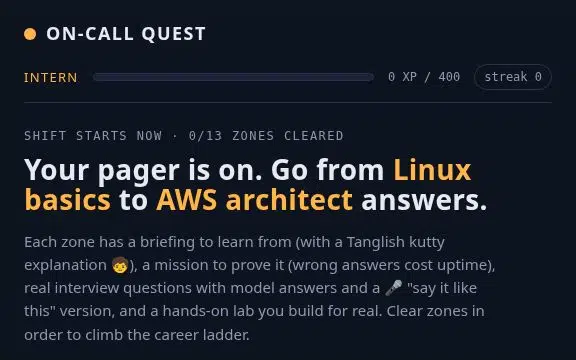 ON-CALL QUEST
INTERN 0 XP / 400 streak 0
SHIFT STARTS NOW · 0/13 ZONES CLEARED
Your pager is on. Go from Linux
basics to AWS architect answers.
Each zone has a briefing to learn from (with a Tanglish kutty
explanation 🧒), a mission to prove it (wrong answers cost uptime),
real interview questions with model answers and a 🎤 "say it like
this" version, and a hands-on lab you build for real. Clear zones in
order to climb the career ladder.